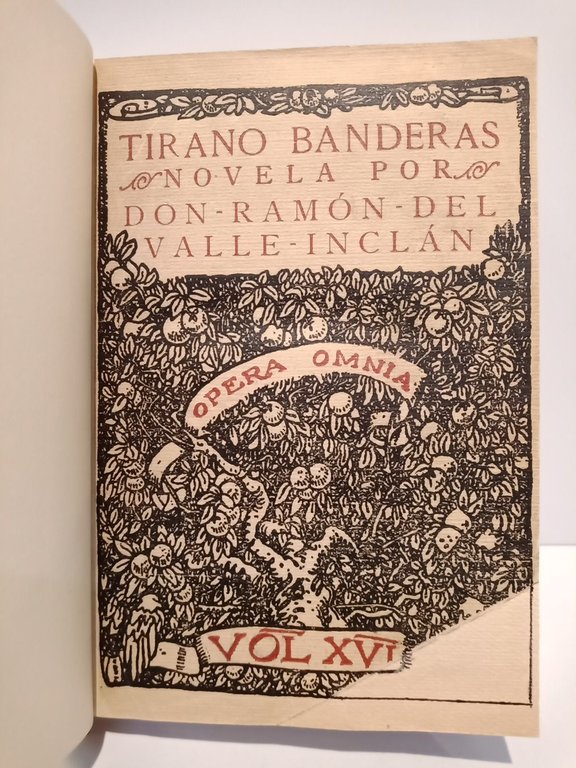 TIRANO BANDERAS
NOVELA POR
DON-RAMÓN-DEL
VALLE-INCLÁN
OPERA OMNIA
VOL XVI